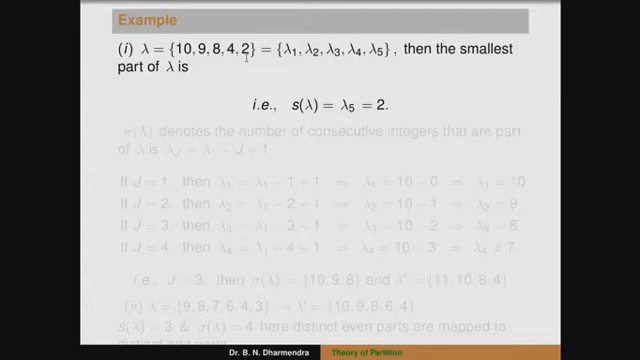 Example
(i) λ = {10, 9, 8, 4, 2} = {λ₁, λ₂, λ₃, λ₄, λ₅} , then the smallest
part of λ is
i.e., s(λ) = λ₅ = 2.
σ(λ) denotes the number of consecutive integers that are part
of λ is λ_J = λ₁ − J + 1
If J = 1, then λ₁ = λ₁ − 1 + 1 ⇒ λ₁ = 10 − 0 ⇒ λ₁ = 10
If J = 2, then λ₂ = λ₁ − 2 + 1 ⇒ λ₂ = 10 − 1 ⇒ λ₂ = 9
If J = 3, then λ₃ = λ₁ − 3 + 1 ⇒ λ₃ = 10 − 2 ⇒ λ₃ = 8
If J = 4, then λ₄ = λ₁ − 4 + 1 ⇒ λ₄ = 10 − 3 ⇒ λ₄ ≠ 7
i.e., J = 3, then σ(λ) = {10, 9, 8} and λ' = {11, 10, 8, 4}
(ii) λ = {9, 8, 7, 6, 4, 3} → λ' = {10, 9, 8, 6, 4}
s(λ) = 3 & σ(λ) = 4 here distinct even parts are mapped to
distinct odd parts
Dr. B. N. Dharmendra Theory of Partition